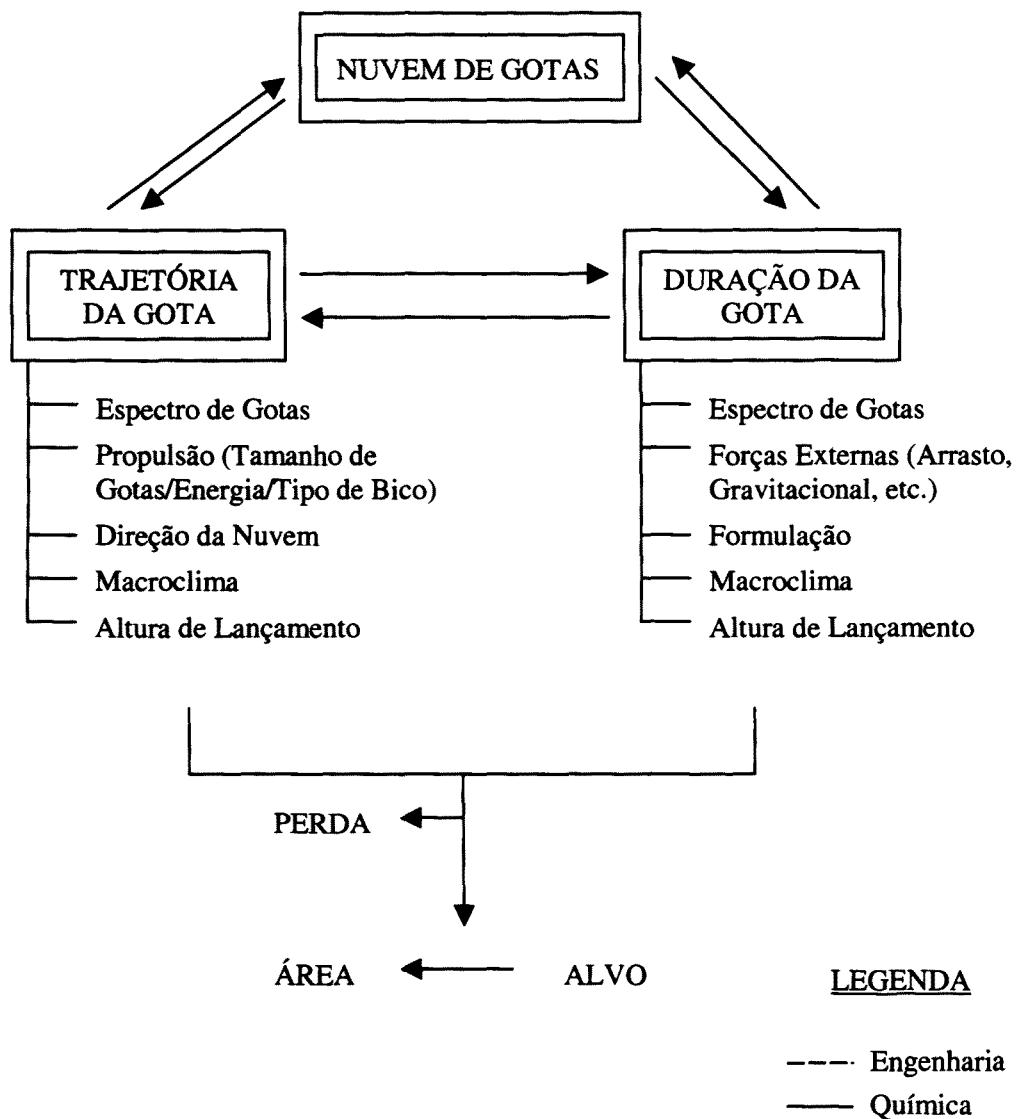 NUVEM DE GOTAS
TRAJETÓRIA
DA GOTA
DURAÇÃO DA
GOTA
Espectro de Gotas
Propulsão (Tamanho de
Gotas/Energia/Tipo de Bico)
Direção da Nuvem
Macroclima
Altura de Lançamento
Espectro de Gotas
Forças Externas (Arrasto,
Gravitacional, etc.)
Formulação
Macroclima
Altura de Lançamento
PERDA
ÁREA
ALVO
LEGENDA
Engenharia
Química